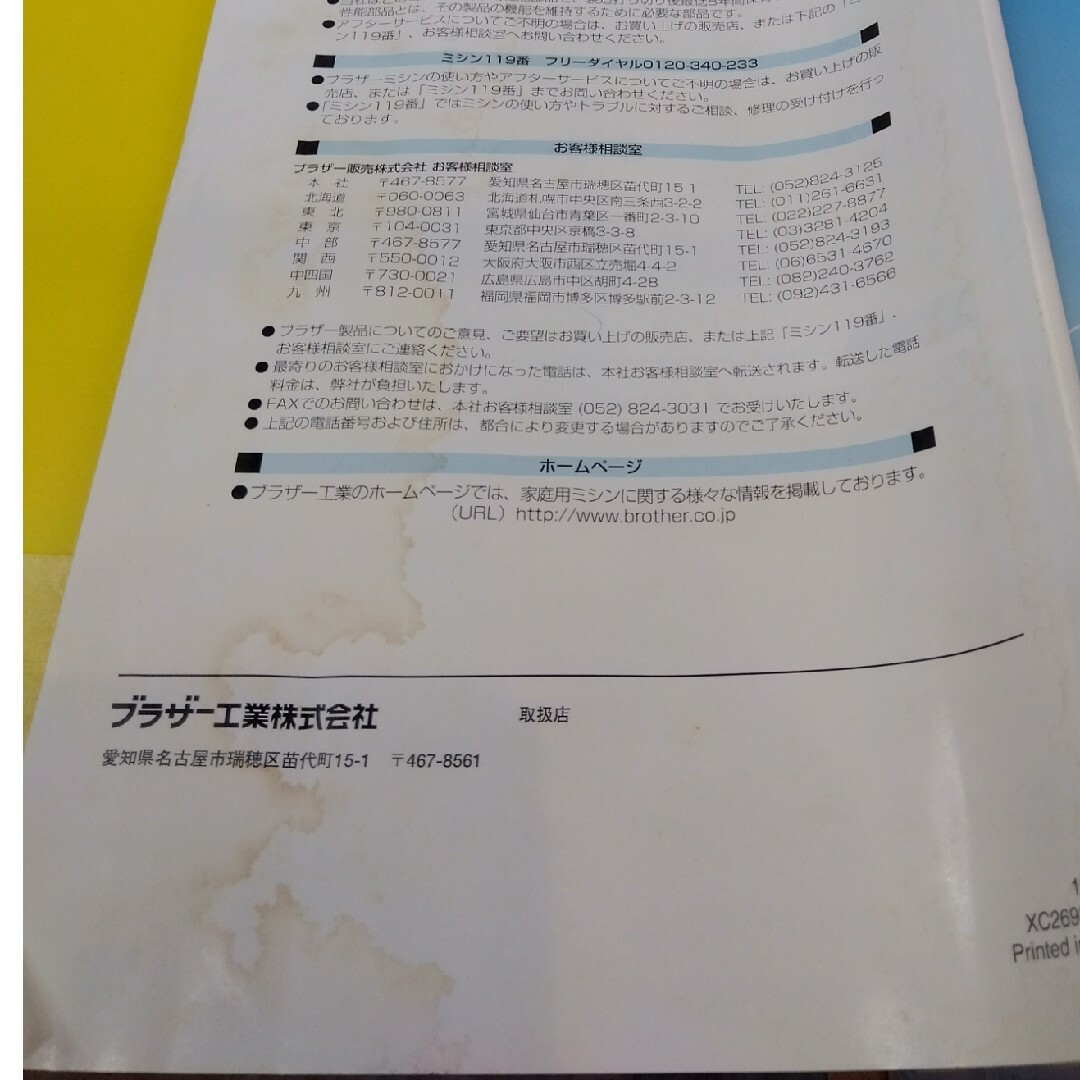 性能部品とは、その製品の機能を維持するために必要な部品です。
●アフターサービスについてご不明の場合は、お買い上げの販売店、または下記の「ミシ
ン119番」、お客様相談室へお問い合わせください。
ミシン119番 フリーダイヤル0120-340-233
●ブラザーミシンの使い方やアフターサービスについてご不明の場合は、お買い上げの販
売店、または「ミシン119番」までお問い合わせください。
●「ミシン119番」ではミシンの使い方やトラブルに対するご相談、修理の受け付けを行っ
ております。
お客様相談室
ブラザー販売株式会社 お客様相談室
本 社 〒467-8577 愛知県名古屋市瑞穂区苗代町15-1 TEL: (052)824-3125
北海道 〒060-0063 北海道札幌市中央区南三条西3-2-2 TEL: (011)261-6631
東 北 〒980-0811 宮城県仙台市青葉区一番町2-3-10 TEL: (022)227-8877
東 京 〒104-0031 東京都中央区京橋3-3-8 TEL: (03)3281-4204
中 部 〒467-8577 愛知県名古屋市瑞穂区苗代町15-1 TEL: (052)824-3193
関 西 〒550-0012 大阪府大阪市西区立売堀4-4-2 TEL: (06)6531-4670
中四国 〒730-0021 広島県広島市中区胡町4-28 TEL: (082)240-3762
九 州 〒812-0011 福岡県福岡市博多区博多駅前2-3-12 TEL: (092)431-6566
●ブラザー製品についてのご意見、ご要望はお買い上げの販売店、または上記「ミシン119番」、
お客様相談室にご連絡ください。
●最寄りのお客様相談室におかけになった電話は、本社お客様相談室へ転送されます。転送した電話
料金は、弊社が負担いたします。
●FAXでのお問い合わせは、本社お客様相談室 (052) 824-3031 でお受けいたします。
●上記の電話番号および住所は、都合により変更する場合がありますのでご了承ください。
ホームページ
●ブラザー工業のホームページでは、家庭用ミシンに関する様々な情報を掲載しております。
(URL) http://www.brother.co.jp
ブラザー工業株式会社 取扱店
愛知県名古屋市瑞穂区苗代町15-1 〒467-8561
XC269
Printed